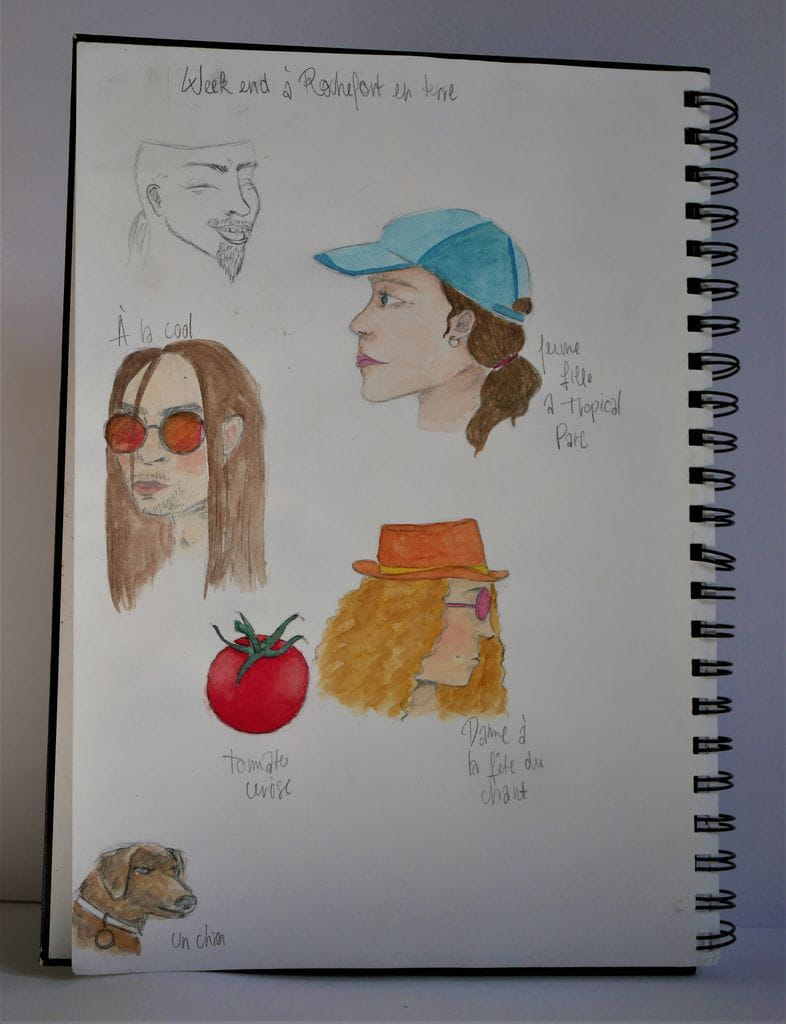 Week end à Rochefort en terre
À la cool
jeune
fille
à tropical
Parc
Dame à
la fête du
chant
tomate
cerise
un chien